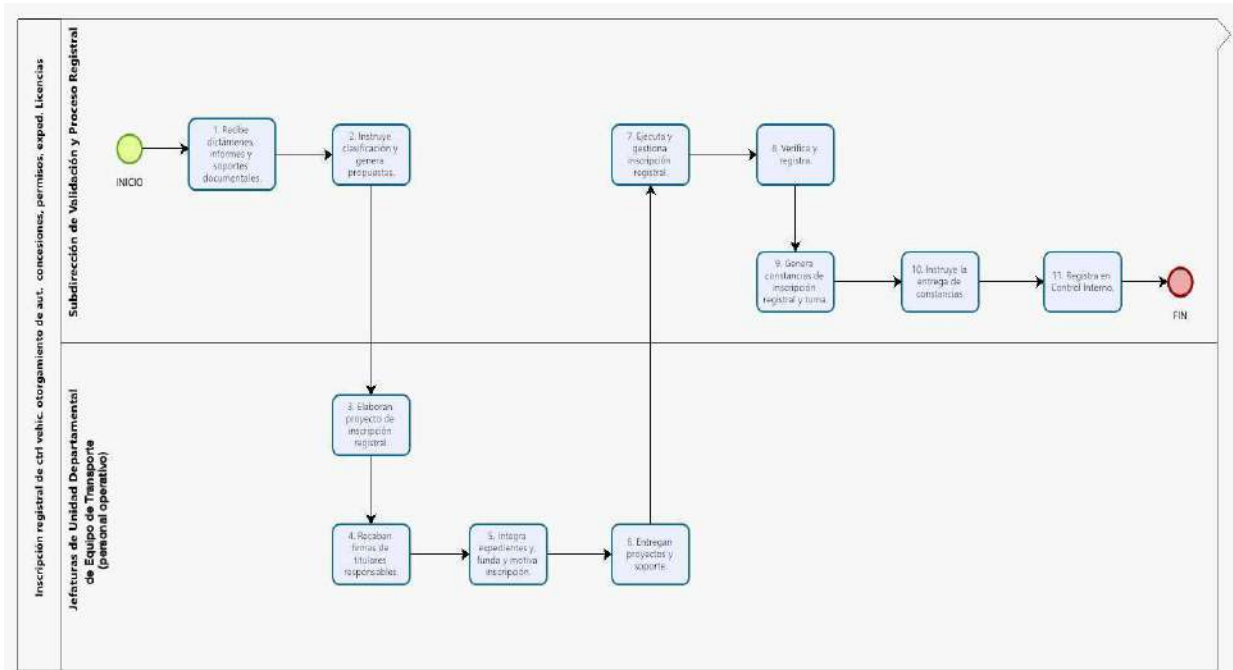 Inscripción registral de ctrl vehic. otorgamiento de aut. concesiones, permisos, exped. Licencias
Subdirección de Validación y Proceso Registral
INICIO
1. Recibe
dictámenes,
informes y
soportes
documentales.
2. Instruye
clasificación y
genera
propuestas.
7. Ejecuta y
gestiona
inscripción
registral.
8. Verifica y
registra.
9. Genera
constancias de
inscripción
registral y turna.
10. Instruye la
entrega de
constancias
11. Registra en
Control Interno.
FIN
Jefaturas de Unidad Departamental
de Equipo de Transporte
(personal operativo)
3. Elaboran
proyecto de
inscripción
registral
4. Recaban
firmas de
titulares
responsables
5. Integra
expedientes y,
funda y motiva
inscripción.
6. Entregan
proyectos y
soporte.